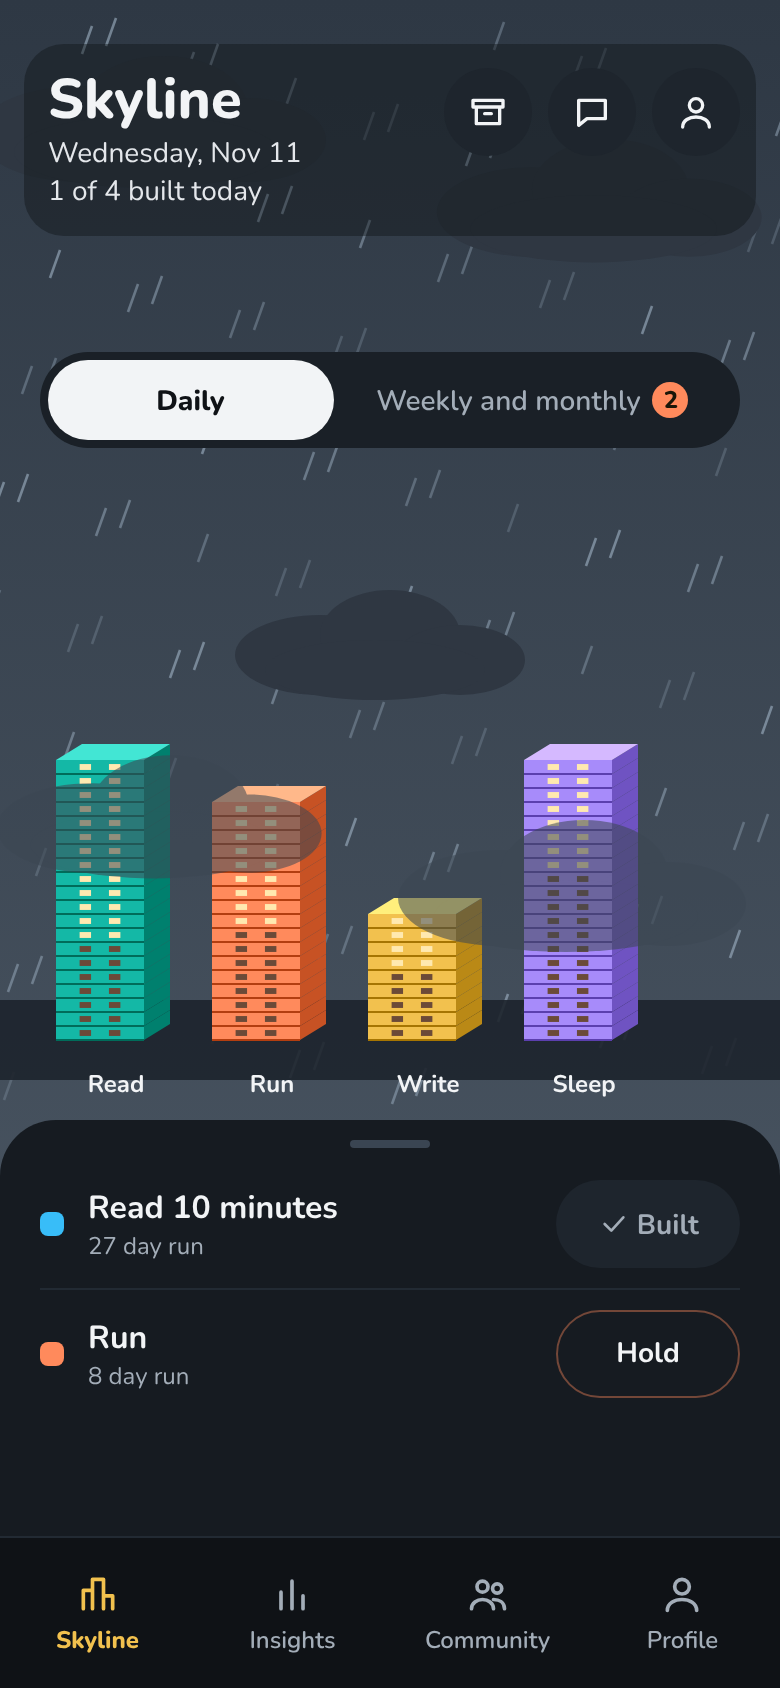 Skyline
Wednesday, Nov 11
1 of 4 built today
Daily
Weekly and monthly 2
Read
Run
Write
Sleep
Read 10 minutes
27 day run
Built
Run
8 day run
Hold
Skyline
Insights
Community
Profile